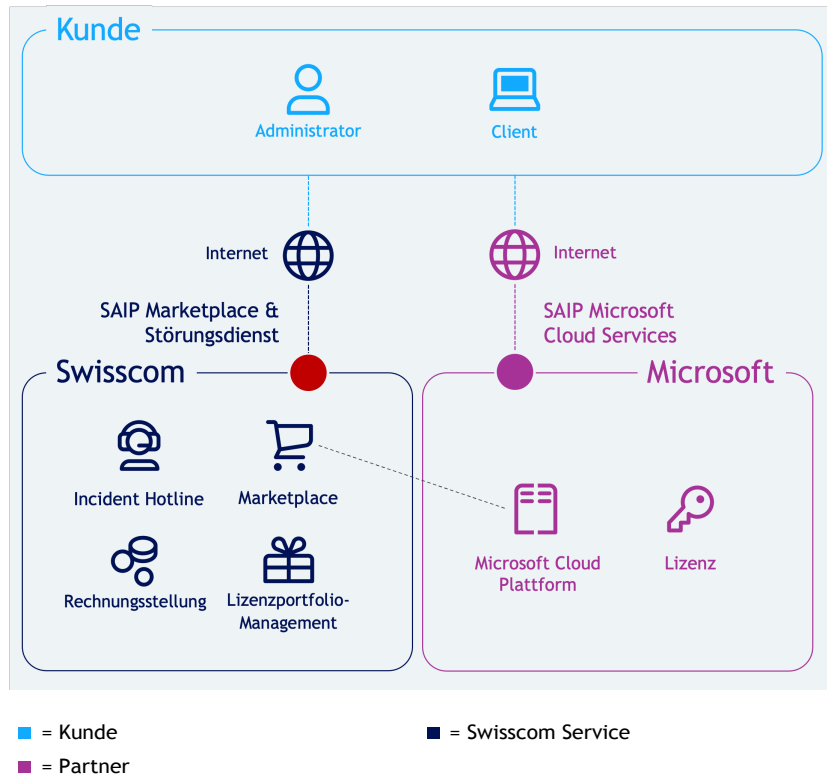 Kunde
Administrator
Client
Internet
Internet
SAIP Marketplace &
Störungsdienst
SAIP Microsoft
Cloud Services
Swisscom
Microsoft
Incident Hotline
Marketplace
Rechnungsstellung
Lizenzportfolio-
Management
Microsoft Cloud
Plattform
Lizenz
= Kunde
= Swisscom Service
= Partner